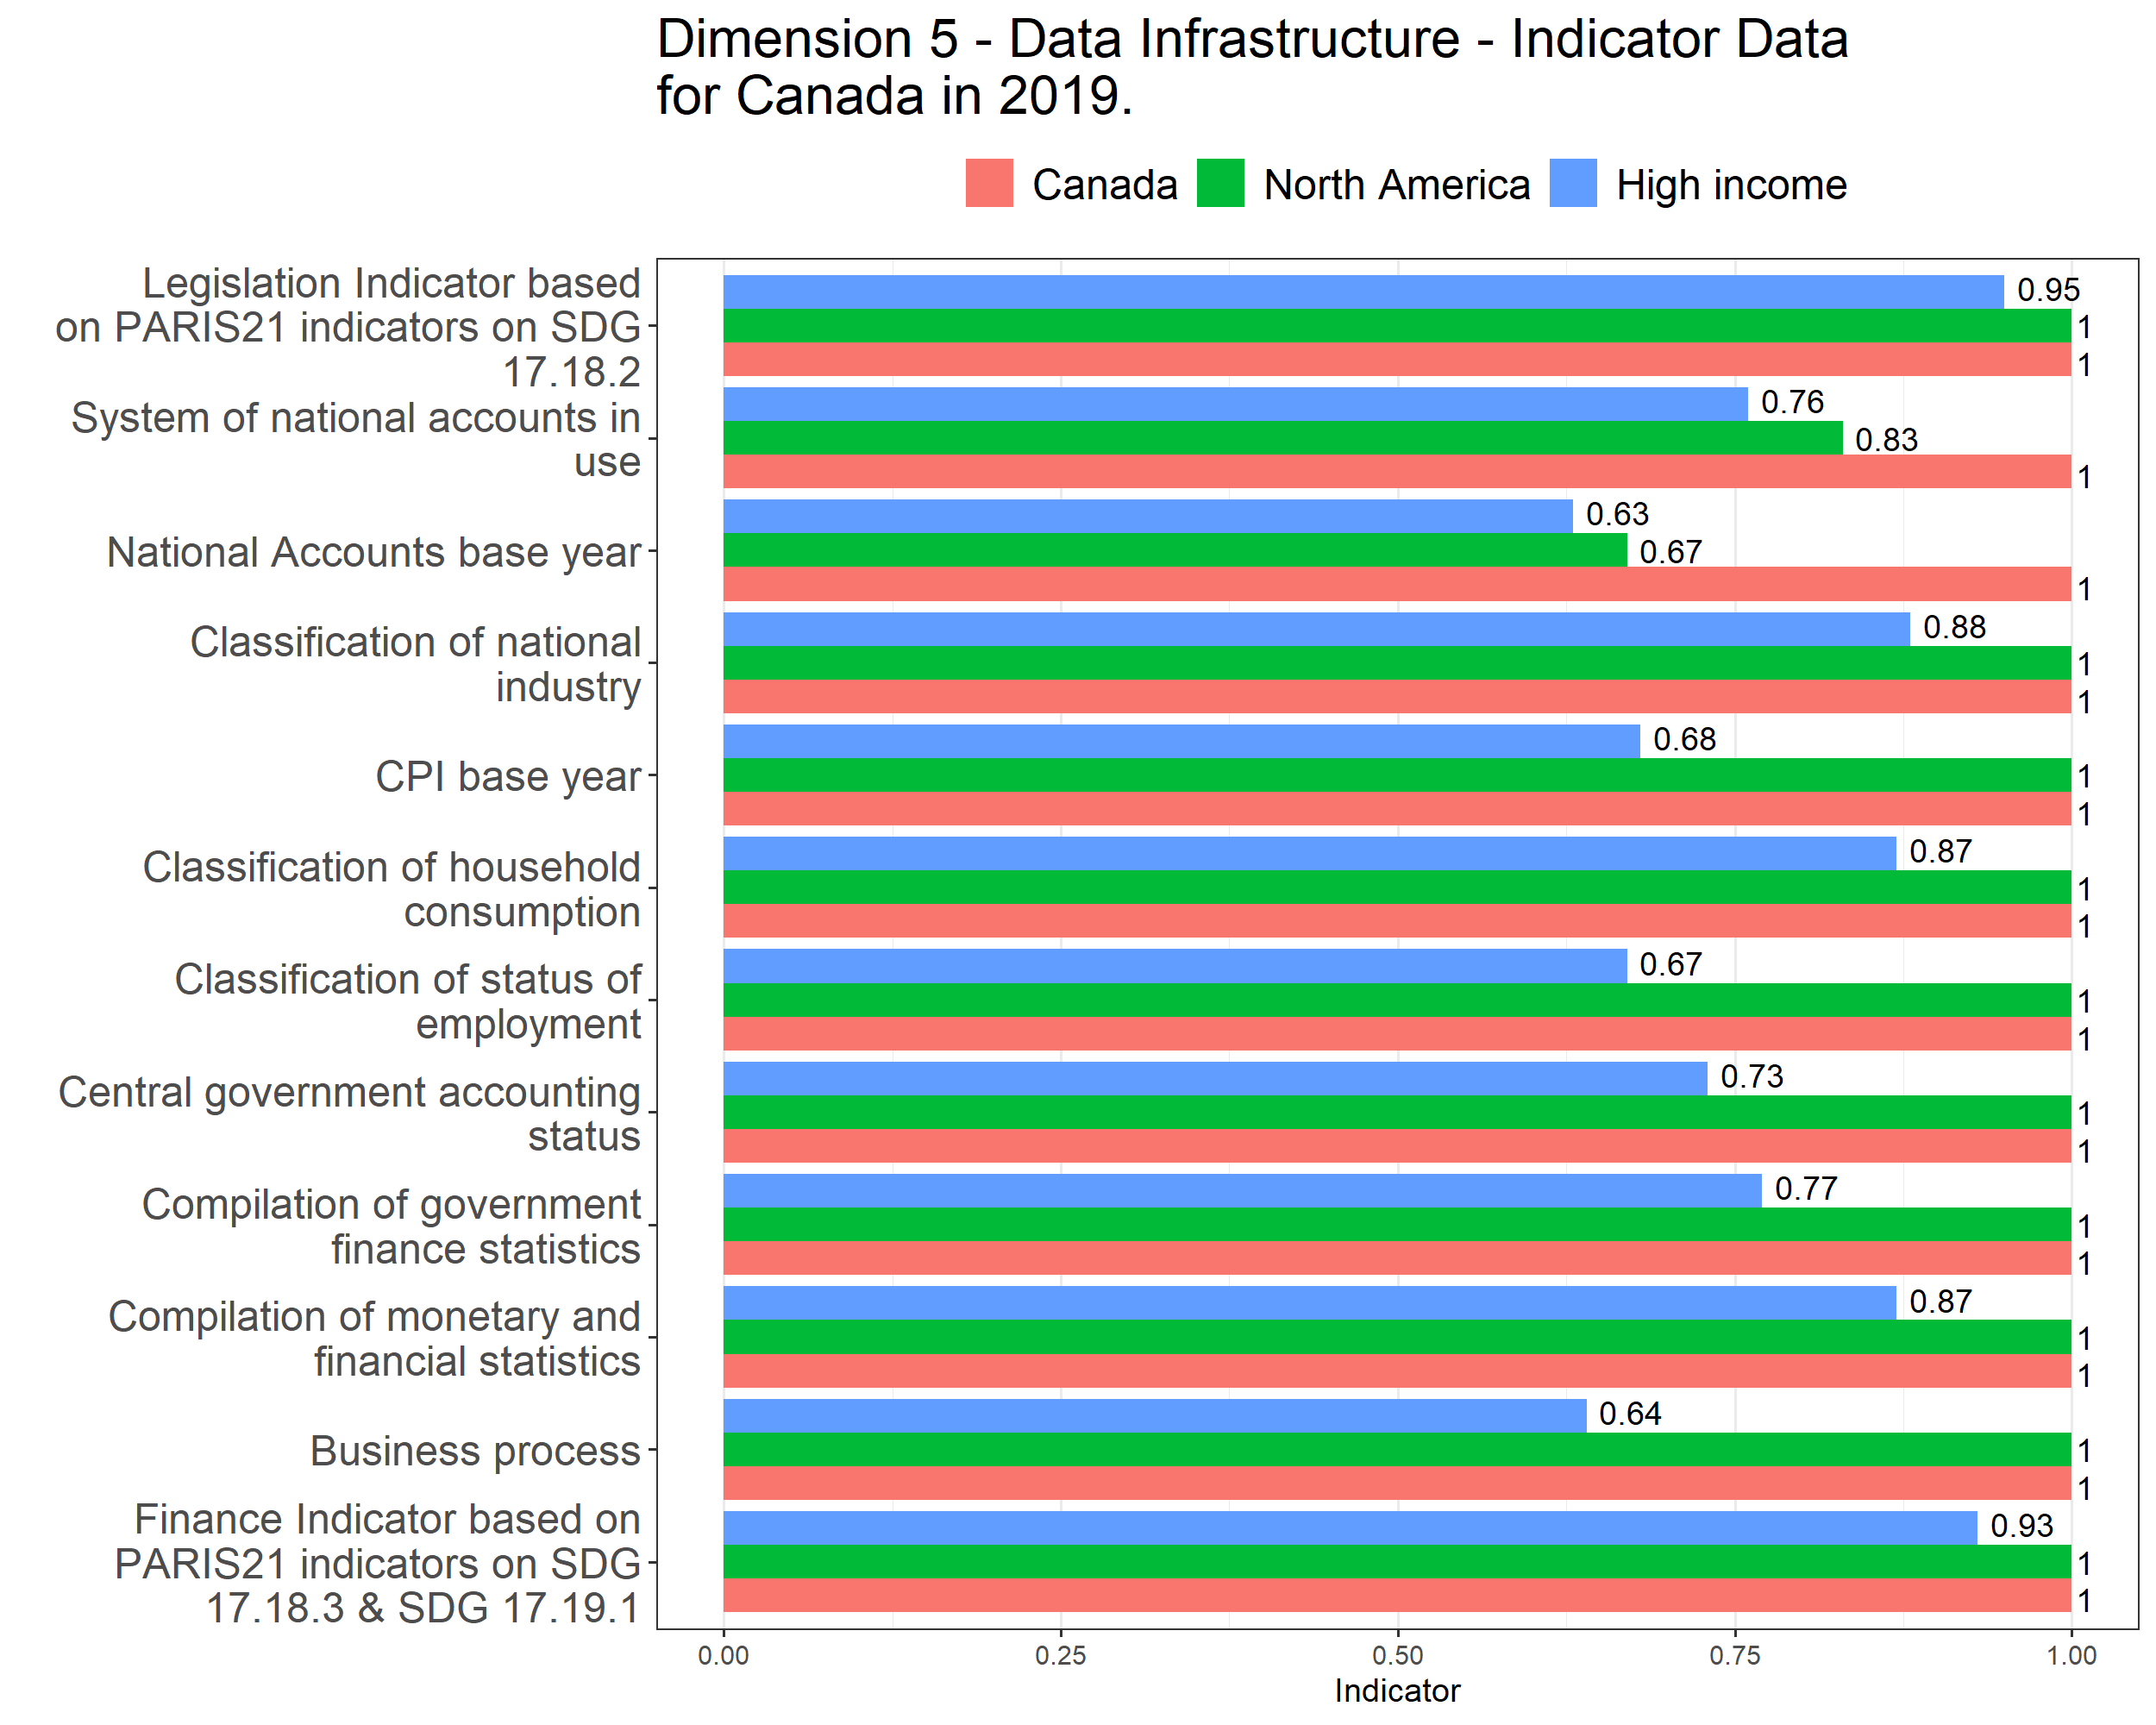 Dimension 5 - Data Infrastructure - Indicator Data
for Canada in 2019.
Canada North America High income
Legislation Indicator based
on PARIS21 indicators on SDG
17.18.2
0.95
1
1
System of national accounts in
use
0.76
0.83
1
National Accounts base year
0.63
0.67
1
Classification of national
industry
0.88
1
1
CPI base year
0.68
1
1
Classification of household
consumption
0.87
1
1
Classification of status of
employment
0.67
1
1
Central government accounting
status
0.73
1
1
Compilation of government
finance statistics
0.77
1
1
Compilation of monetary and
financial statistics
0.87
1
1
Business process
0.64
1
1
Finance Indicator based on
PARIS21 indicators on SDG
17.18.3 & SDG 17.19.1
0.93
1
1
0.00 0.25 0.50 0.75 1.00
Indicator